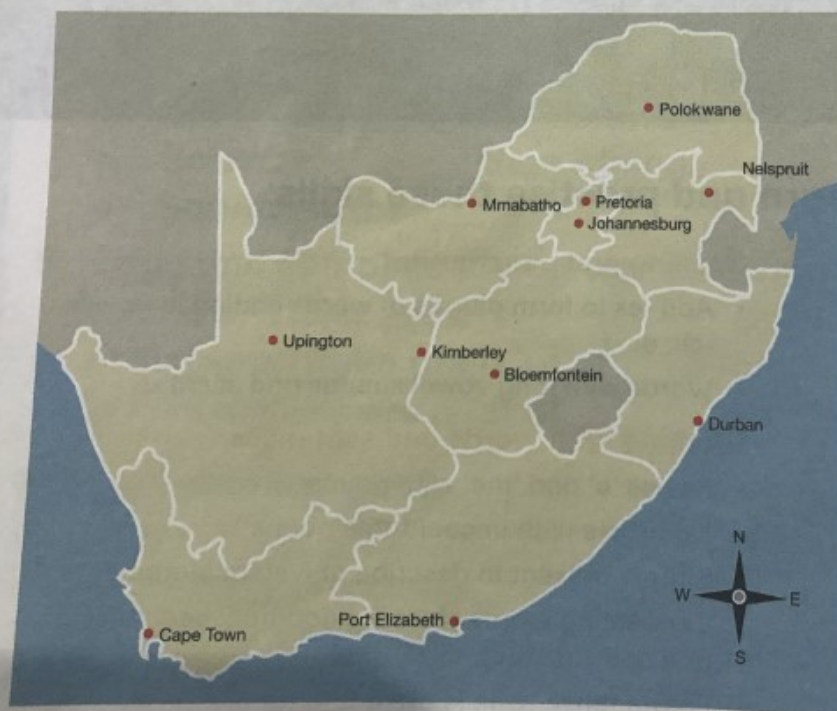 Polokwane
Nelspruit
Mmabatho
Pretoria
Johannesburg
Upington
Kimberley
Bloemfontein
Durban
N
W
E
S
Port Elizabeth
Cape Town